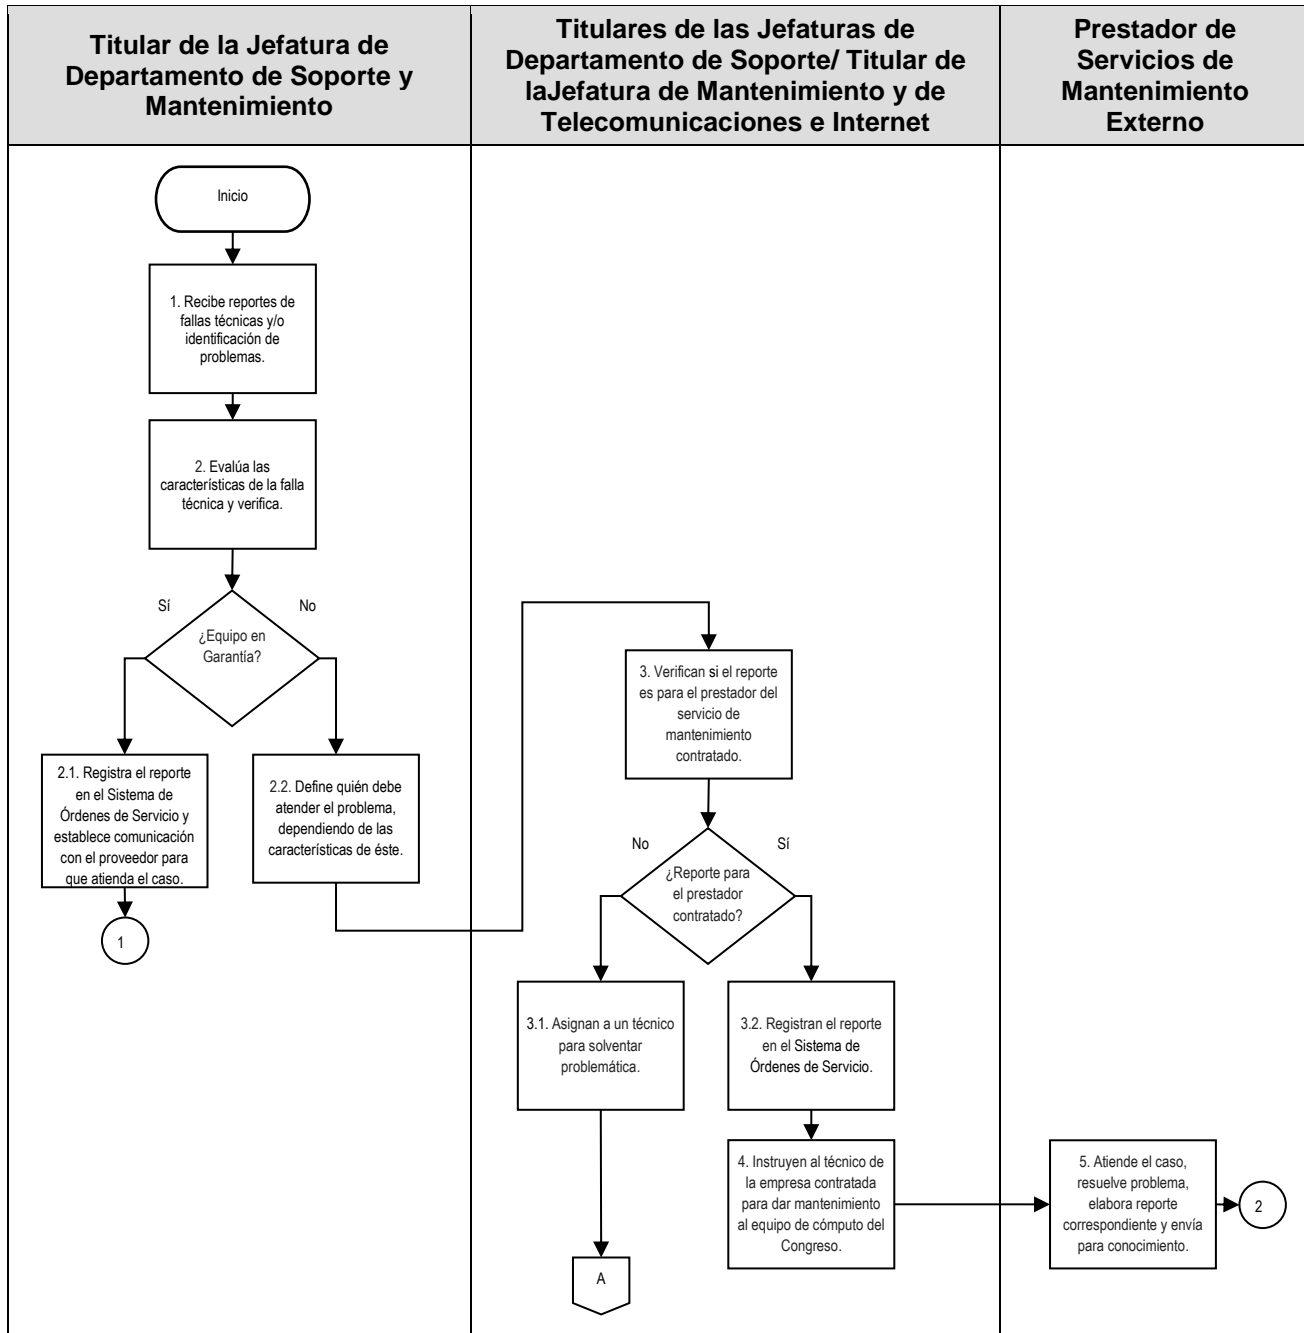 Titular de la Jefatura de
Departamento de Soporte y
Mantenimiento
Titulares de las Jefaturas de
Departamento de Soporte/ Titular de
laJefatura de Mantenimiento y de
Telecomunicaciones e Internet
Prestador de
Servicios de
Mantenimiento
Externo
Inicio
1. Recibe reportes de
fallas técnicas y/o
identificación de
problemas.
2. Evalúa las
características de la falla
técnica y verifica.
Sí
No
¿Equipo en
Garantía?
2.1. Registra el reporte
en el Sistema de
Órdenes de Servicio y
establece comunicación
con el proveedor para
que atienda el caso.
2.2. Define quién debe
atender el problema,
dependiendo de las
características de éste.
1
3. Verifican si el reporte
es para el prestador del
servicio de
mantenimiento
contratado.
No
Sí
¿Reporte para
el prestador
contratado?
3.1. Asignan a un técnico
para solventar
problemática.
3.2. Registran el reporte
en el Sistema de
Órdenes de Servicio.
4. Instruyen al técnico de
la empresa contratada
para dar mantenimiento
al equipo de cómputo del
Congreso.
A
5. Atiende el caso,
resuelve problema,
elabora reporte
correspondiente y envía
para conocimiento.
2